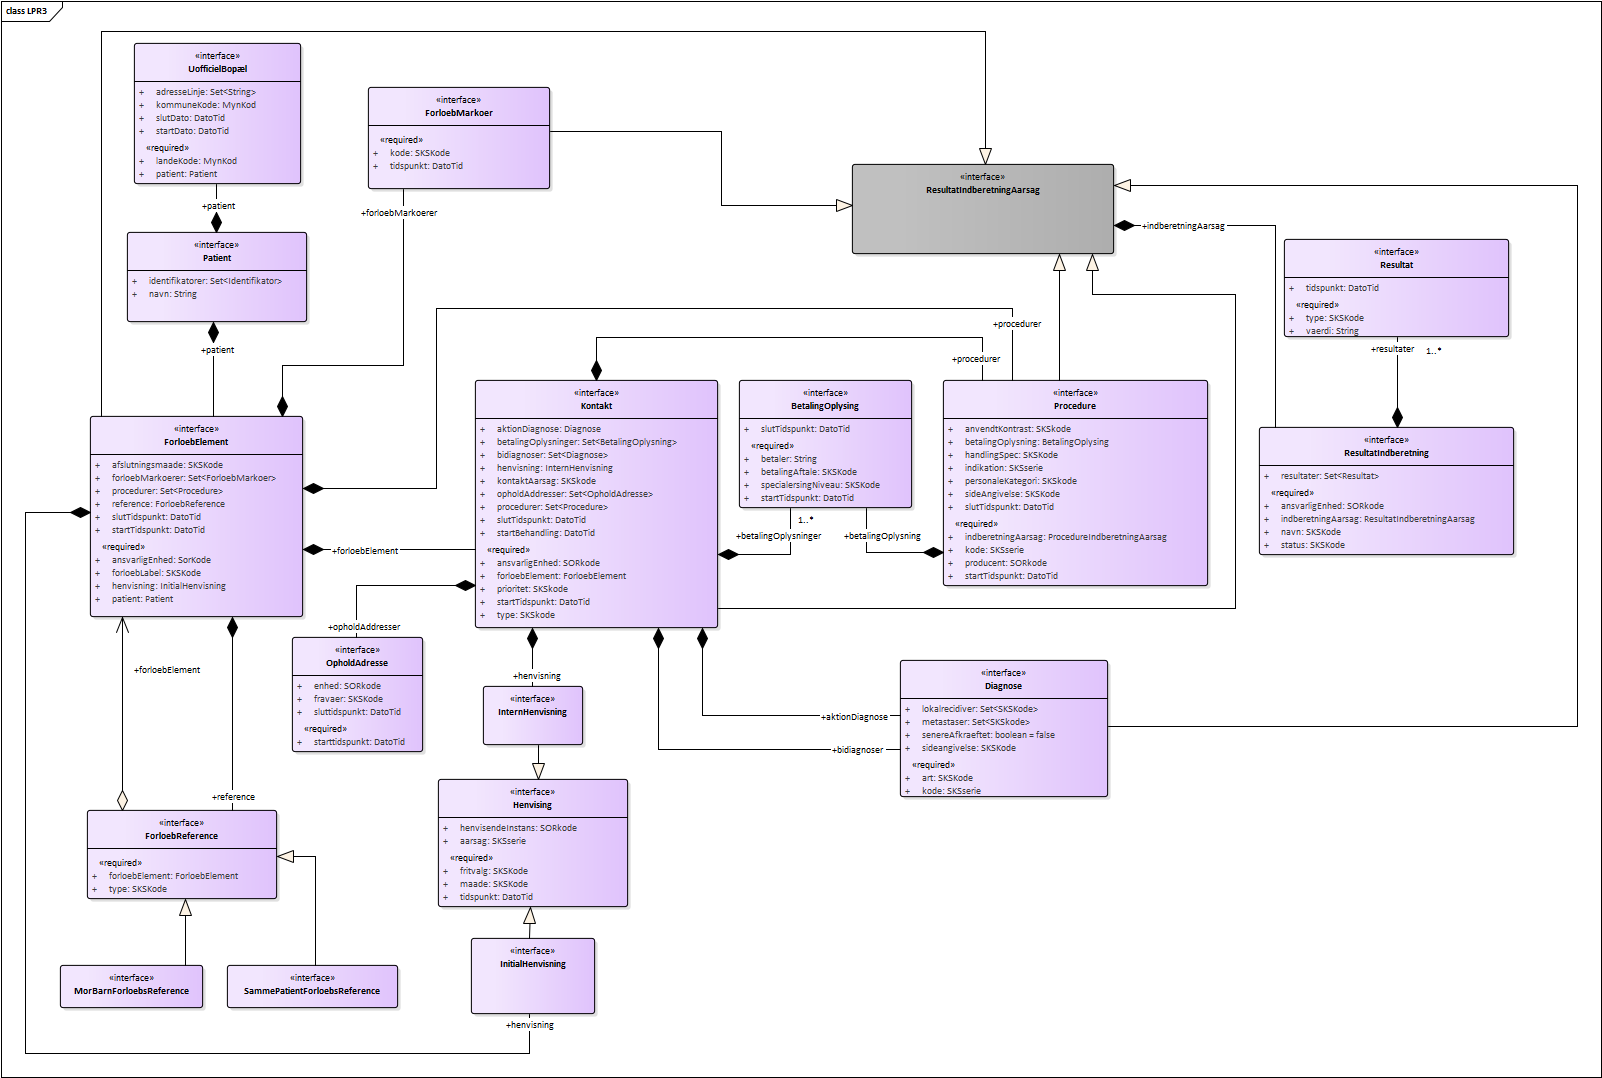 class LPR3
«interface»
UofficielBopæl
+ adresseLinje: Set<String>
+ kommuneKode: MynKod
+ slutDato: DatoTid
+ startDato: DatoTid
«required»
+ landeKode: MynKod
+ patient: Patient
+patient
«interface»
Patient
+ identifikatorer: Set<Identifikator>
+ navn: String
+patient
«interface»
ForloebMarkoer
«required»
+ kode: SKSKode
+ tidspunkt: DatoTid
+forloebMarkoerer
«interface»
ResultatIndberetningAarsag
+indberetningAarsag
«interface»
Resultat
+ tidspunkt: DatoTid
«required»
+ type: SKSKode
+ vaerdi: String
+resultater
1..*
+procedurer
+procedurer
«interface»
ForloebElement
+ afslutningsmaade: SKSKode
+ forloebMarkoerer: Set<ForloebMarkoer>
+ procedurer: Set<Procedure>
+ reference: ForloebReference
+ slutTidspunkt: DatoTid
+ startTidspunkt: DatoTid
«required»
+ ansvarligEnhed: SorKode
+ forloebLabel: SKSKode
+ henvisning: InitialHenvisning
+ patient: Patient
+forloebElement
«interface»
Kontakt
+ aktionDiagnose: Diagnose
+ betalingOplysninger: Set<BetalingOplysning>
+ bidiagnoser: Set<Diagnose>
+ henvisning: InternHenvisning
+ kontaktAarsag: SKSkode
+ opholdAddresser: Set<OpholdAdresse>
+ procedurer: Set<Procedure>
+ slutTidspunkt: DatoTid
+ startBehandling: DatoTid
«required»
+ ansvarligEnhed: SORkode
+ forloebElement: ForloebElement
+ prioritet: SKSkode
+ startTidspunkt: DatoTid
+ type: SKSkode
«interface»
BetalingOplysing
+ slutTidspunkt: DatoTid
«required»
+ betaler: String
+ betalingAftale: SKSKode
+ specialersingNiveau: SKSKode
+ startTidspunkt: DatoTid
1..*
+betalingOplysninger
+betalingOplysning
«interface»
Procedure
+ anvendtKontrast: SKSkode
+ betalingOplysning: BetalingOplysing
+ handlingSpec: SKSKode
+ indikation: SKSserie
+ personaleKategori: SKSkode
+ sideAngivelse: SKSKode
+ slutTidspunkt: DatoTid
«required»
+ indberetningAarsag: ProcedureIndberetningAarsag
+ kode: SKSserie
+ producent: SORkode
+ startTidspunkt: DatoTid
«interface»
ResultatIndberetning
+ resultater: Set<Resultat>
«required»
+ ansvarligEnhed: SORkode
+ indberetningAarsag: ResultatIndberetningAarsag
+ navn: SKSKode
+ status: SKSKode
+opholdAddresser
«interface»
OpholdAdresse
+ enhed: SORkode
+ fravaer: SKSKode
+ sluttidspunkt: DatoTid
«required»
+ starttidspunkt: DatoTid
+henvisning
«interface»
InternHenvisning
+aktionDiagnose
+bidiagnoser
«interface»
Diagnose
+ lokalrecidiver: Set<SKSKode>
+ metastaser: Set<SKSkode>
+ senereAfkraeftet: boolean = false
+ sideangivelse: SKSKode
«required»
+ art: SKSKode
+ kode: SKSserie
+forloebElement
+reference
«interface»
ForloebReference
«required»
+ forloebElement: ForloebElement
+ type: SKSKode
«interface»
Henvising
+ henvisendeInstans: SORkode
+ aarsag: SKSserie
«required»
+ fritvalg: SKSKode
+ maade: SKSKode
+ tidspunkt: DatoTid
«interface»
MorBarnForloebsReference
«interface»
SammePatientForloebsReference
«interface»
InitialHenvisning
+henvisning